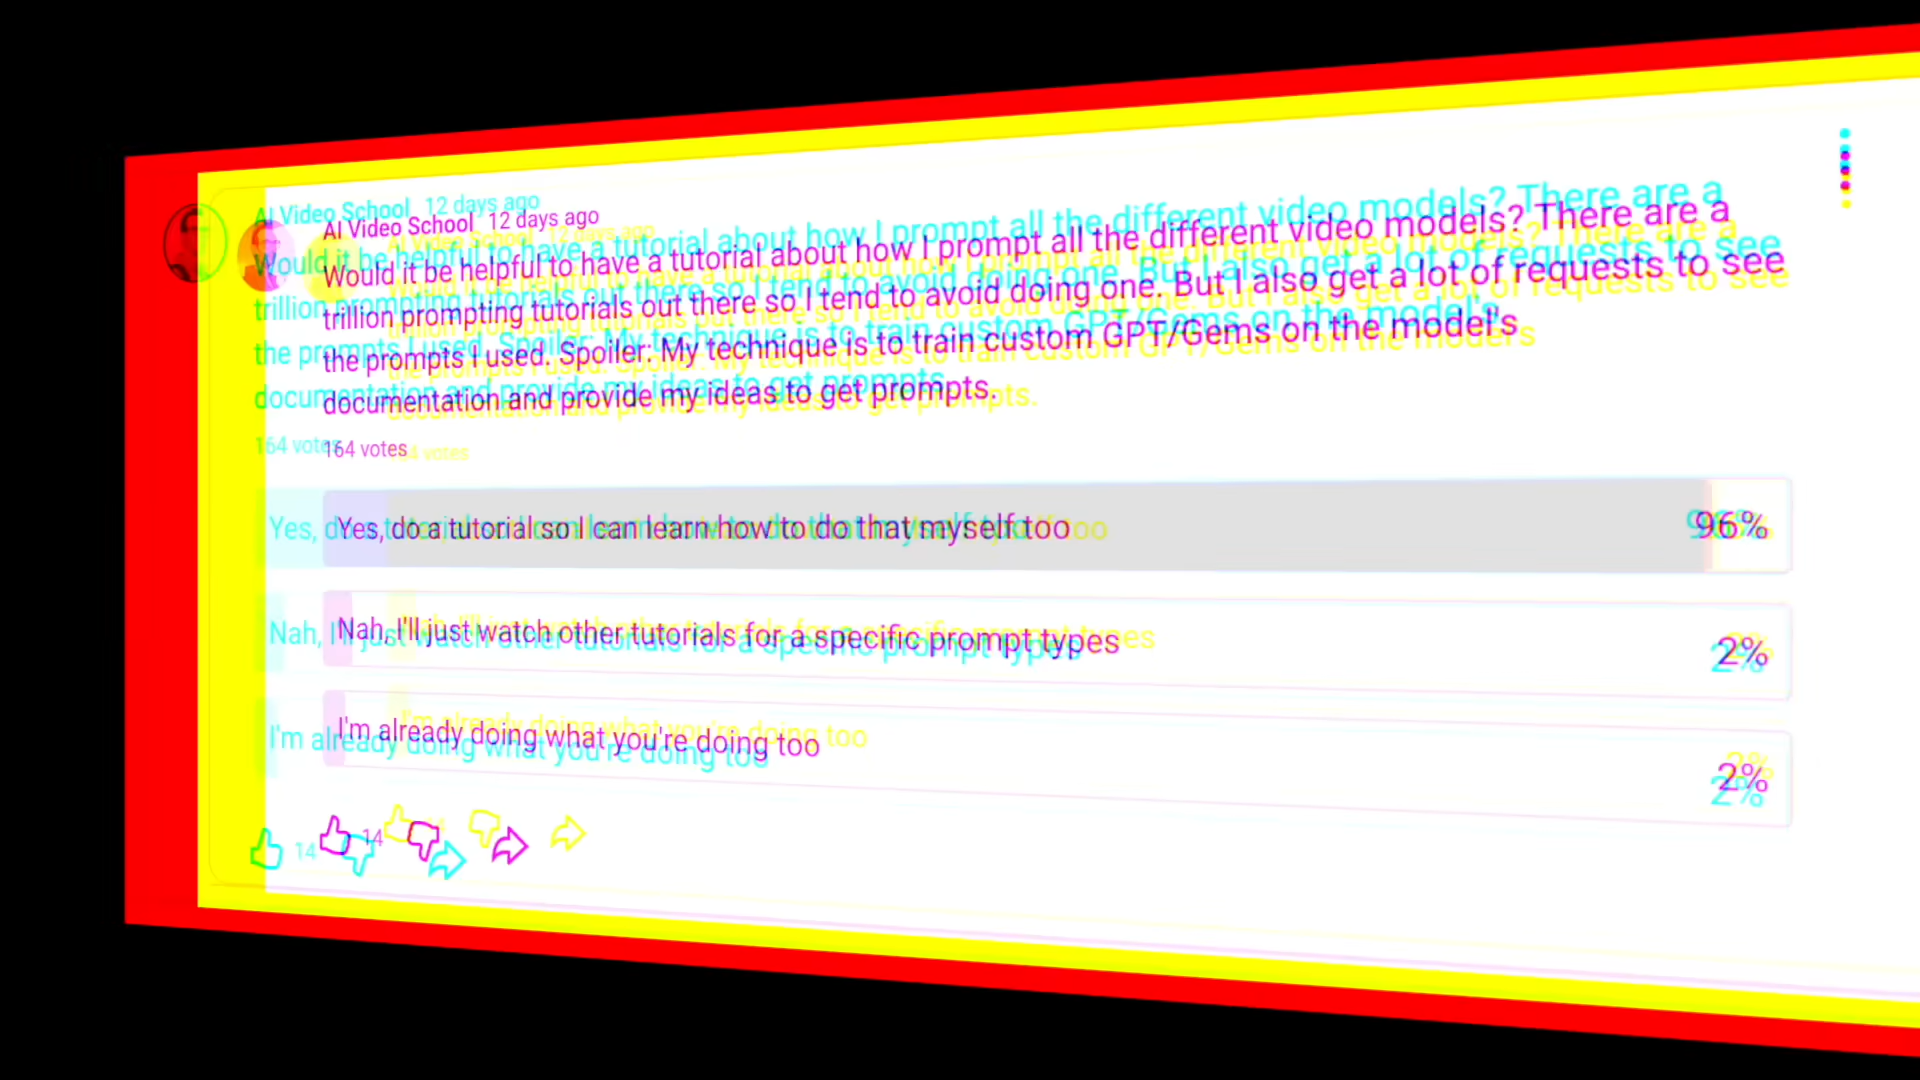 AI Video School 12 days ago
Would it be helpful to have a tutorial about how I prompt all the different video models? There are a
trillion prompting tutorials out there so I tend to avoid doing one. But I also get a lot of requests to see
the prompts I used. Spoiler: My technique is to train custom GPT/Gems on the model's
documentation and provide my ideas to get prompts.
164 votes
Yes, do a tutorial so I can learn how to do that myself too 96%
Nah, I'll just watch other tutorials for a specific prompt types 2%
I'm already doing what you're doing too 2%
14